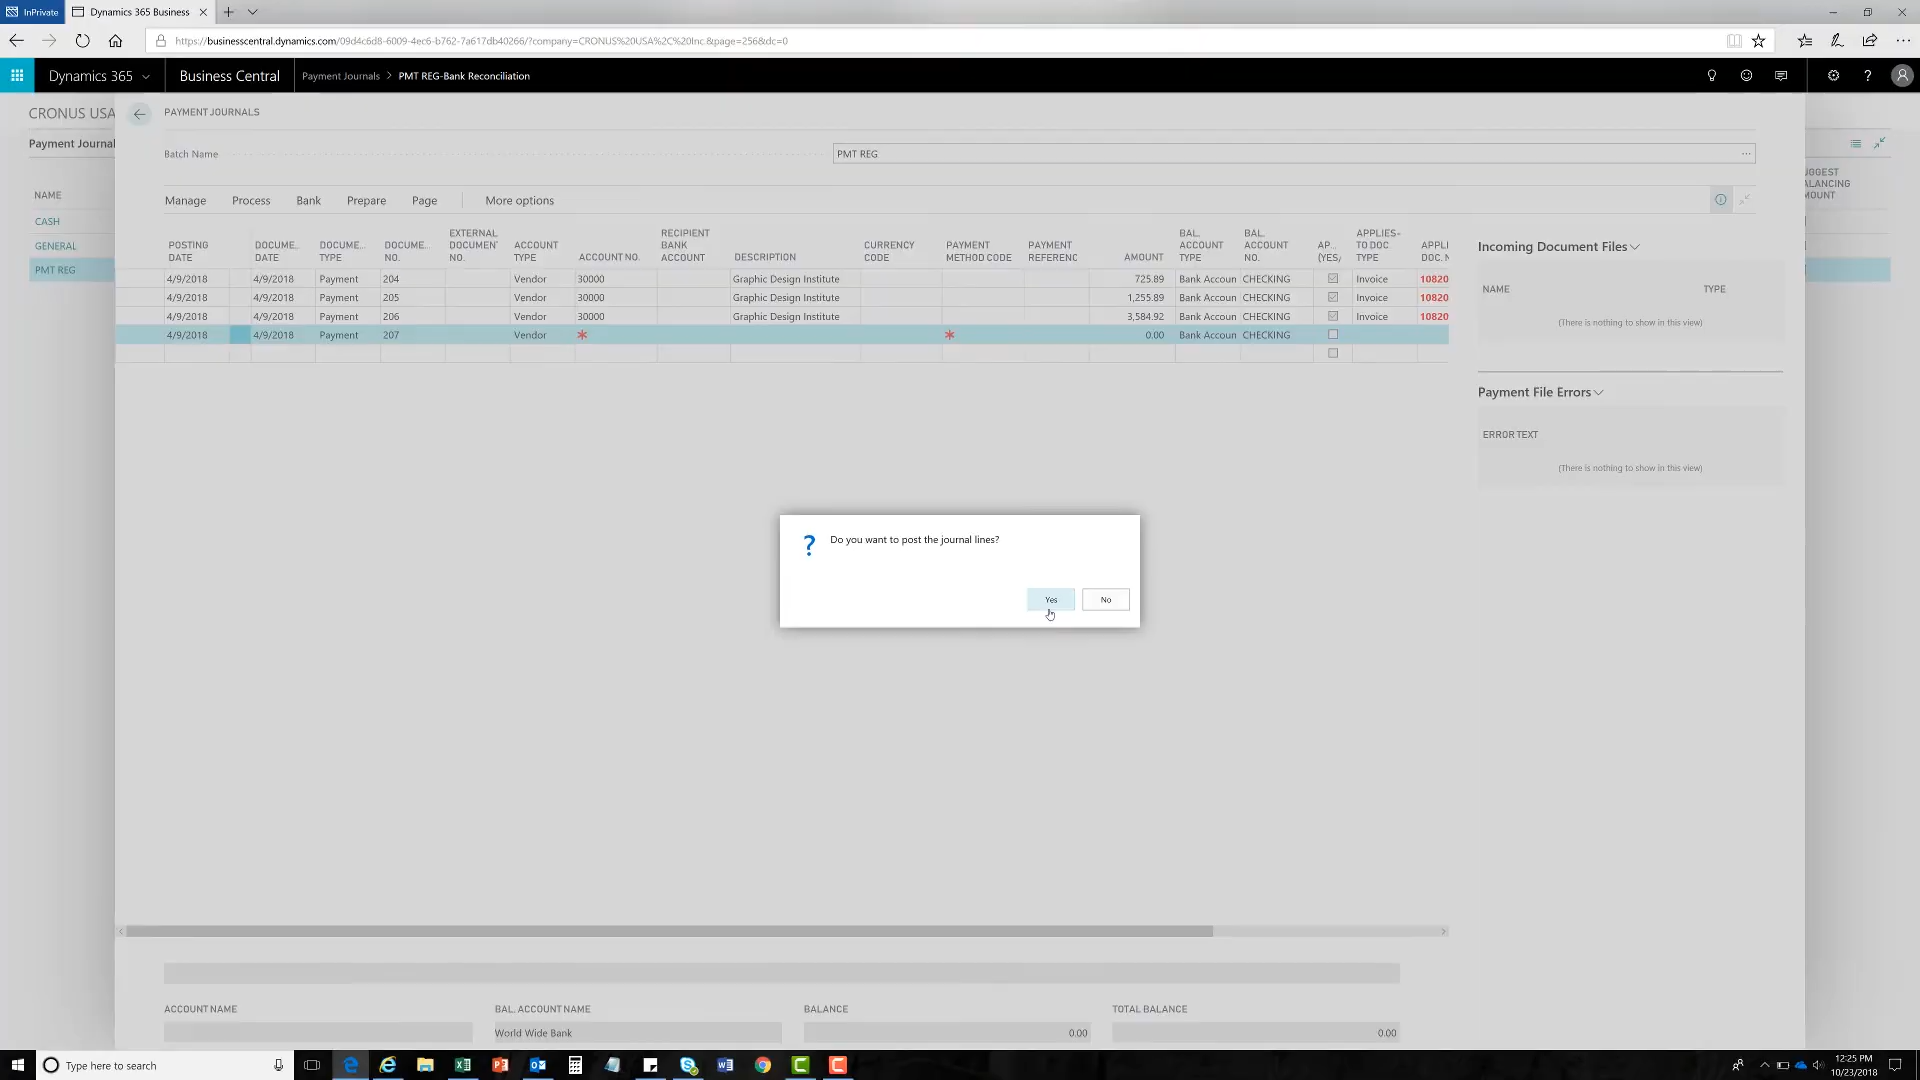 InPrivate
Dynamics 365 Business
https://businesscentral.dynamics.com/09d4c6d8-6009-4ec6-b762-7a617db40266/?company=CRONUS%20USA%2C%20Inc.&page=256&dc=0
Dynamics 365
Business Central
Payment Journals > PMT REG-Bank Reconciliation
CRONUS USA
Payment Journal
NAME
CASH
GENERAL
PMT REG
PAYMENT JOURNALS
Batch Name
PMT REG
Manage Process Bank Prepare Page More options
POSTING DATE DOCUME... DATE DOCUME... TYPE DOCUME... NO. EXTERNAL DOCUMENT NO. ACCOUNT TYPE ACCOUNT NO. RECIPIENT BANK ACCOUNT DESCRIPTION CURRENCY CODE PAYMENT METHOD CODE PAYMENT REFERENC AMOUNT BAL. ACCOUNT TYPE BAL. ACCOUNT NO. AP... (YES/ APPLIES-TO DOC TYPE APPLI DOC. N
4/9/2018 4/9/2018 Payment 204 Vendor 30000 Graphic Design Institute 725.89 Bank Accoun CHECKING Invoice 10820
4/9/2018 4/9/2018 Payment 205 Vendor 30000 Graphic Design Institute 1,255.89 Bank Accoun CHECKING Invoice 10820
4/9/2018 4/9/2018 Payment 206 Vendor 30000 Graphic Design Institute 3,584.92 Bank Accoun CHECKING Invoice 10820
4/9/2018 4/9/2018 Payment 207 Vendor * * 0.00 Bank Accoun CHECKING
Incoming Document Files
NAME TYPE
(There is nothing to show in this view)
Payment File Errors
ERROR TEXT
(There is nothing to show in this view)
UGGEST
ALANCING
MOUNT
? Do you want to post the journal lines?
Yes No
ACCOUNT NAME BAL. ACCOUNT NAME BALANCE TOTAL BALANCE
World Wide Bank 0.00 0.00
Type here to search
12:25 PM
10/23/2018